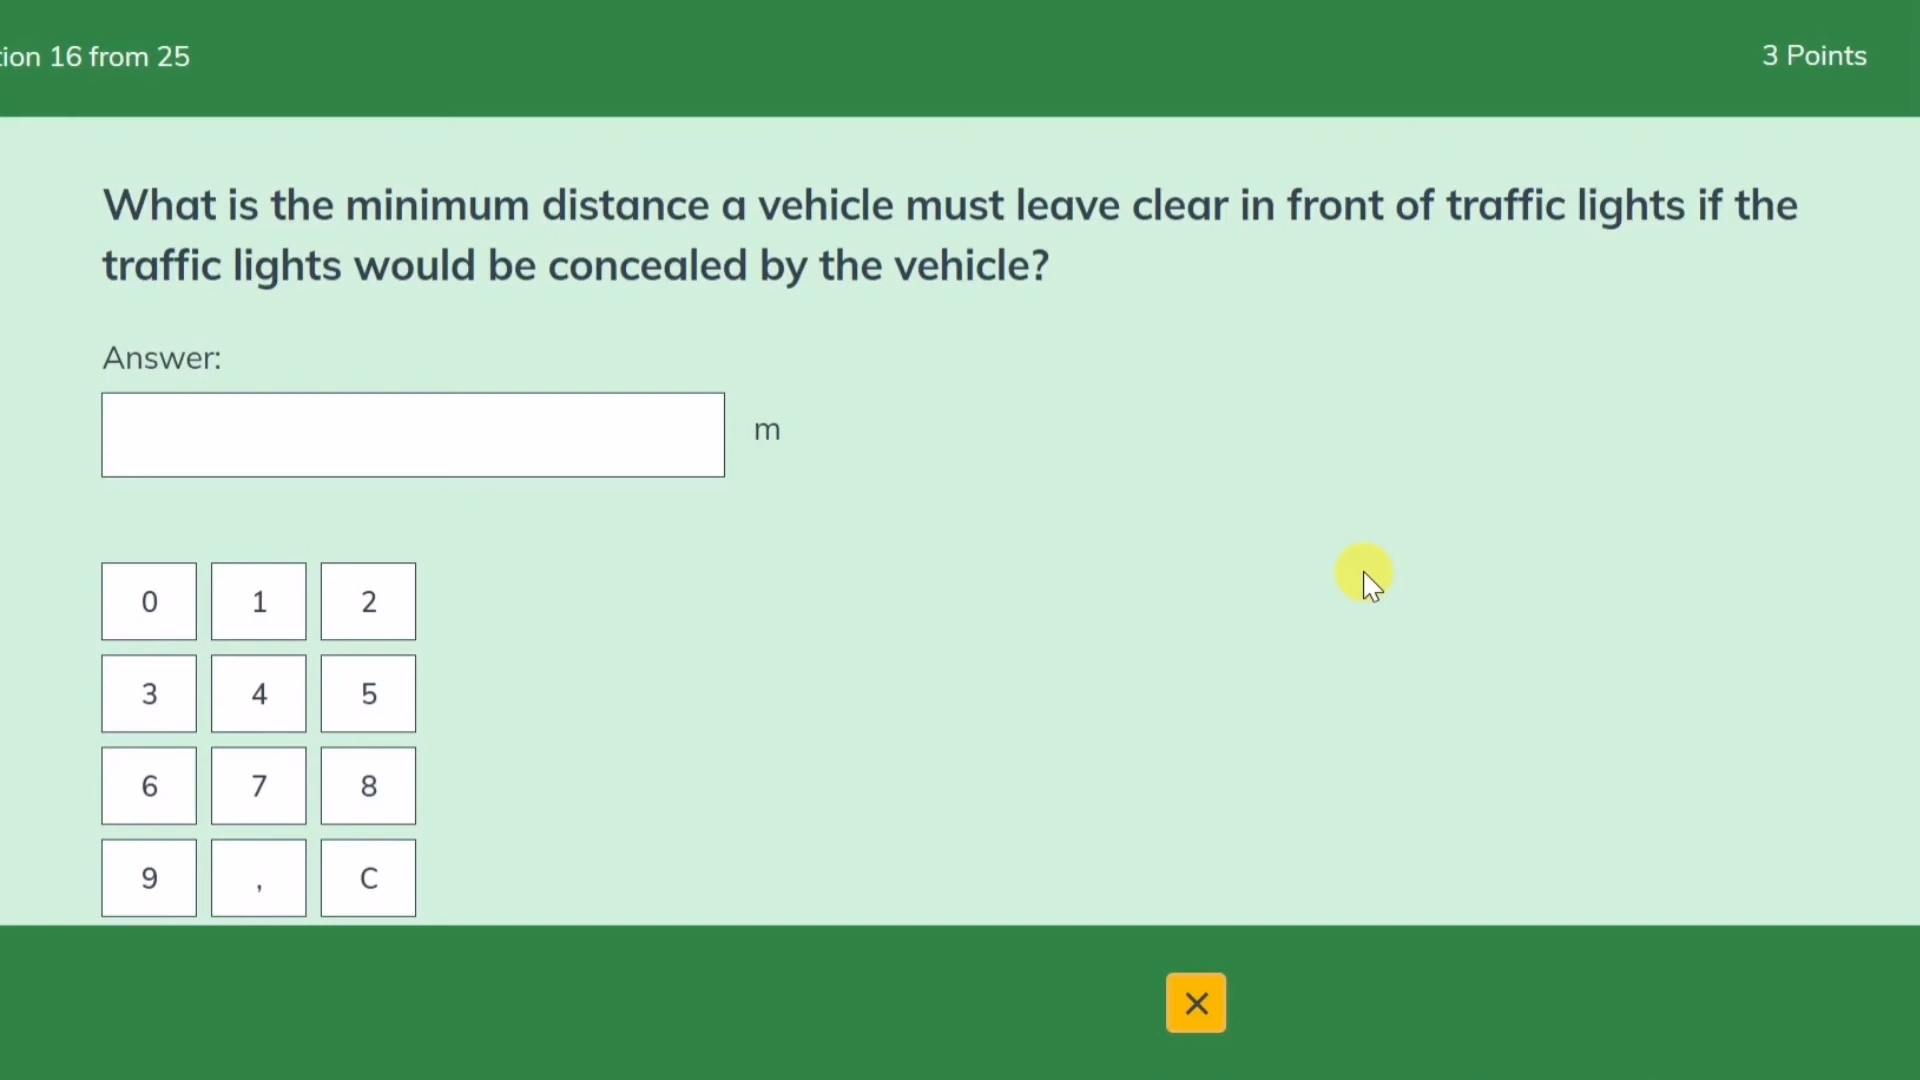 tion 16 from 25
3 Points
What is the minimum distance a vehicle must leave clear in front of traffic lights if the
traffic lights would be concealed by the vehicle?
Answer:
m
0 1 2
3 4 5
6 7 8
9 , C